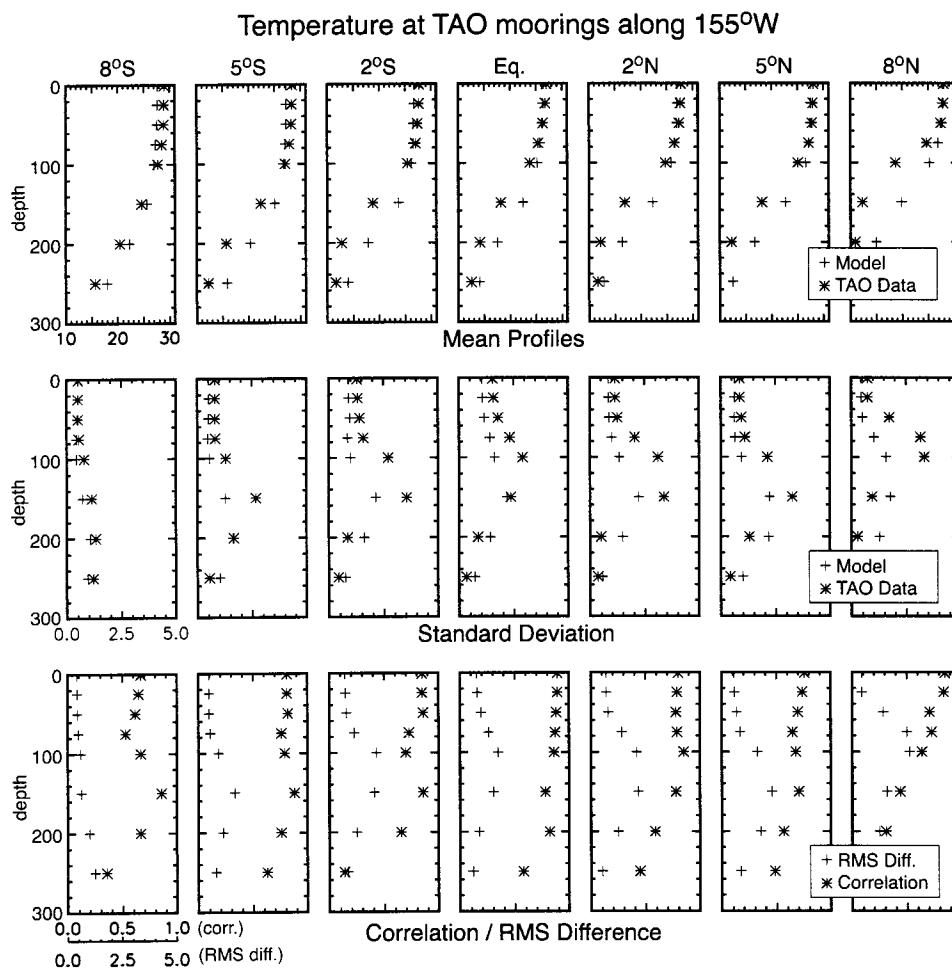 Temperature at TAO moorings along 155°W
8°S 5°S 2°S Eq. 2°N 5°N 8°N
0
100
200
300
depth
10 20 30
Mean Profiles
+ Model
* TAO Data
0
100
200
300
depth
0.0 2.5 5.0
Standard Deviation
+ Model
* TAO Data
0
100
200
300
depth
0.0 0.5 1.0 (corr.)
0.0 2.5 5.0 (RMS diff.)
Correlation / RMS Difference
+ RMS Diff.
* Correlation